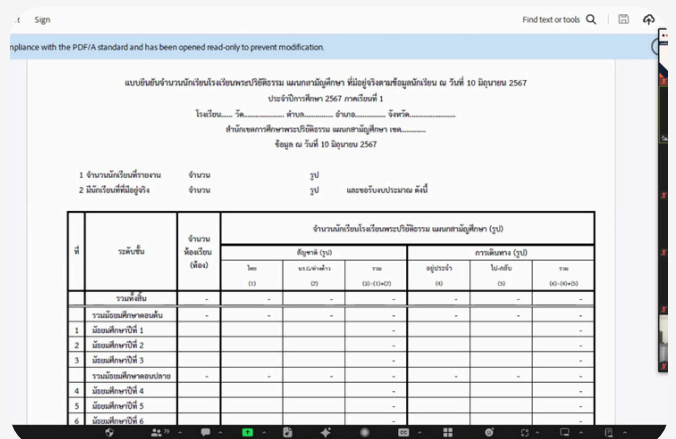 Sign
Find text or tools
mpliance with the PDF/A standard and has been opened read-only to prevent modification.
แบบยืนยันจำนวนนักเรียนโรงเรียนพระปริยัติธรรม แผนกสามัญศึกษา ที่มีอยู่จริงตามข้อมูลนักเรียน ณ วันที่ 10 มิถุนายน 2567
ประจำปีการศึกษา 2567 ภาคเรียนที่ 1
โรงเรียน...... วัด..................... ตำบล............... อำเภอ................ จังหวัด........................
สำนักเขตการศึกษาพระปริยัติธรรม แผนกสามัญศึกษา เขต.............
ข้อมูล ณ วันที่ 10 มิถุนายน 2567
1 จำนวนนักเรียนที่รายงาน จำนวน รูป
2 มีนักเรียนที่ที่มีอยู่จริง จำนวน รูป และขอรับงบประมาณ ดังนี้
ที่ ระดับชั้น จำนวนห้องเรียน (ห้อง) จำนวนนักเรียนโรงเรียนพระปริยัติธรรม แผนกสามัญศึกษา (รูป)
สัญชาติ (รูป) การเดินทาง (รูป)
ไทย รวม อยู่ประจำ ไป-กลับ รวม
(1) (2) (3)=(1)+(2) (4) (5) (6)=(4)+(5)
รวมทั้งสิ้น - - - - - - -
รวมมัธยมศึกษาตอนต้น - - - - - - -
1 มัธยมศึกษาปีที่ 1 - -
2 มัธยมศึกษาปีที่ 2 - -
3 มัธยมศึกษาปีที่ 3 - -
รวมมัธยมศึกษาตอนปลาย - - - - - - -
4 มัธยมศึกษาปีที่ 4 - -
5 มัธยมศึกษาปีที่ 5 - -
6 มัธยมศึกษาปีที่ 6 - -